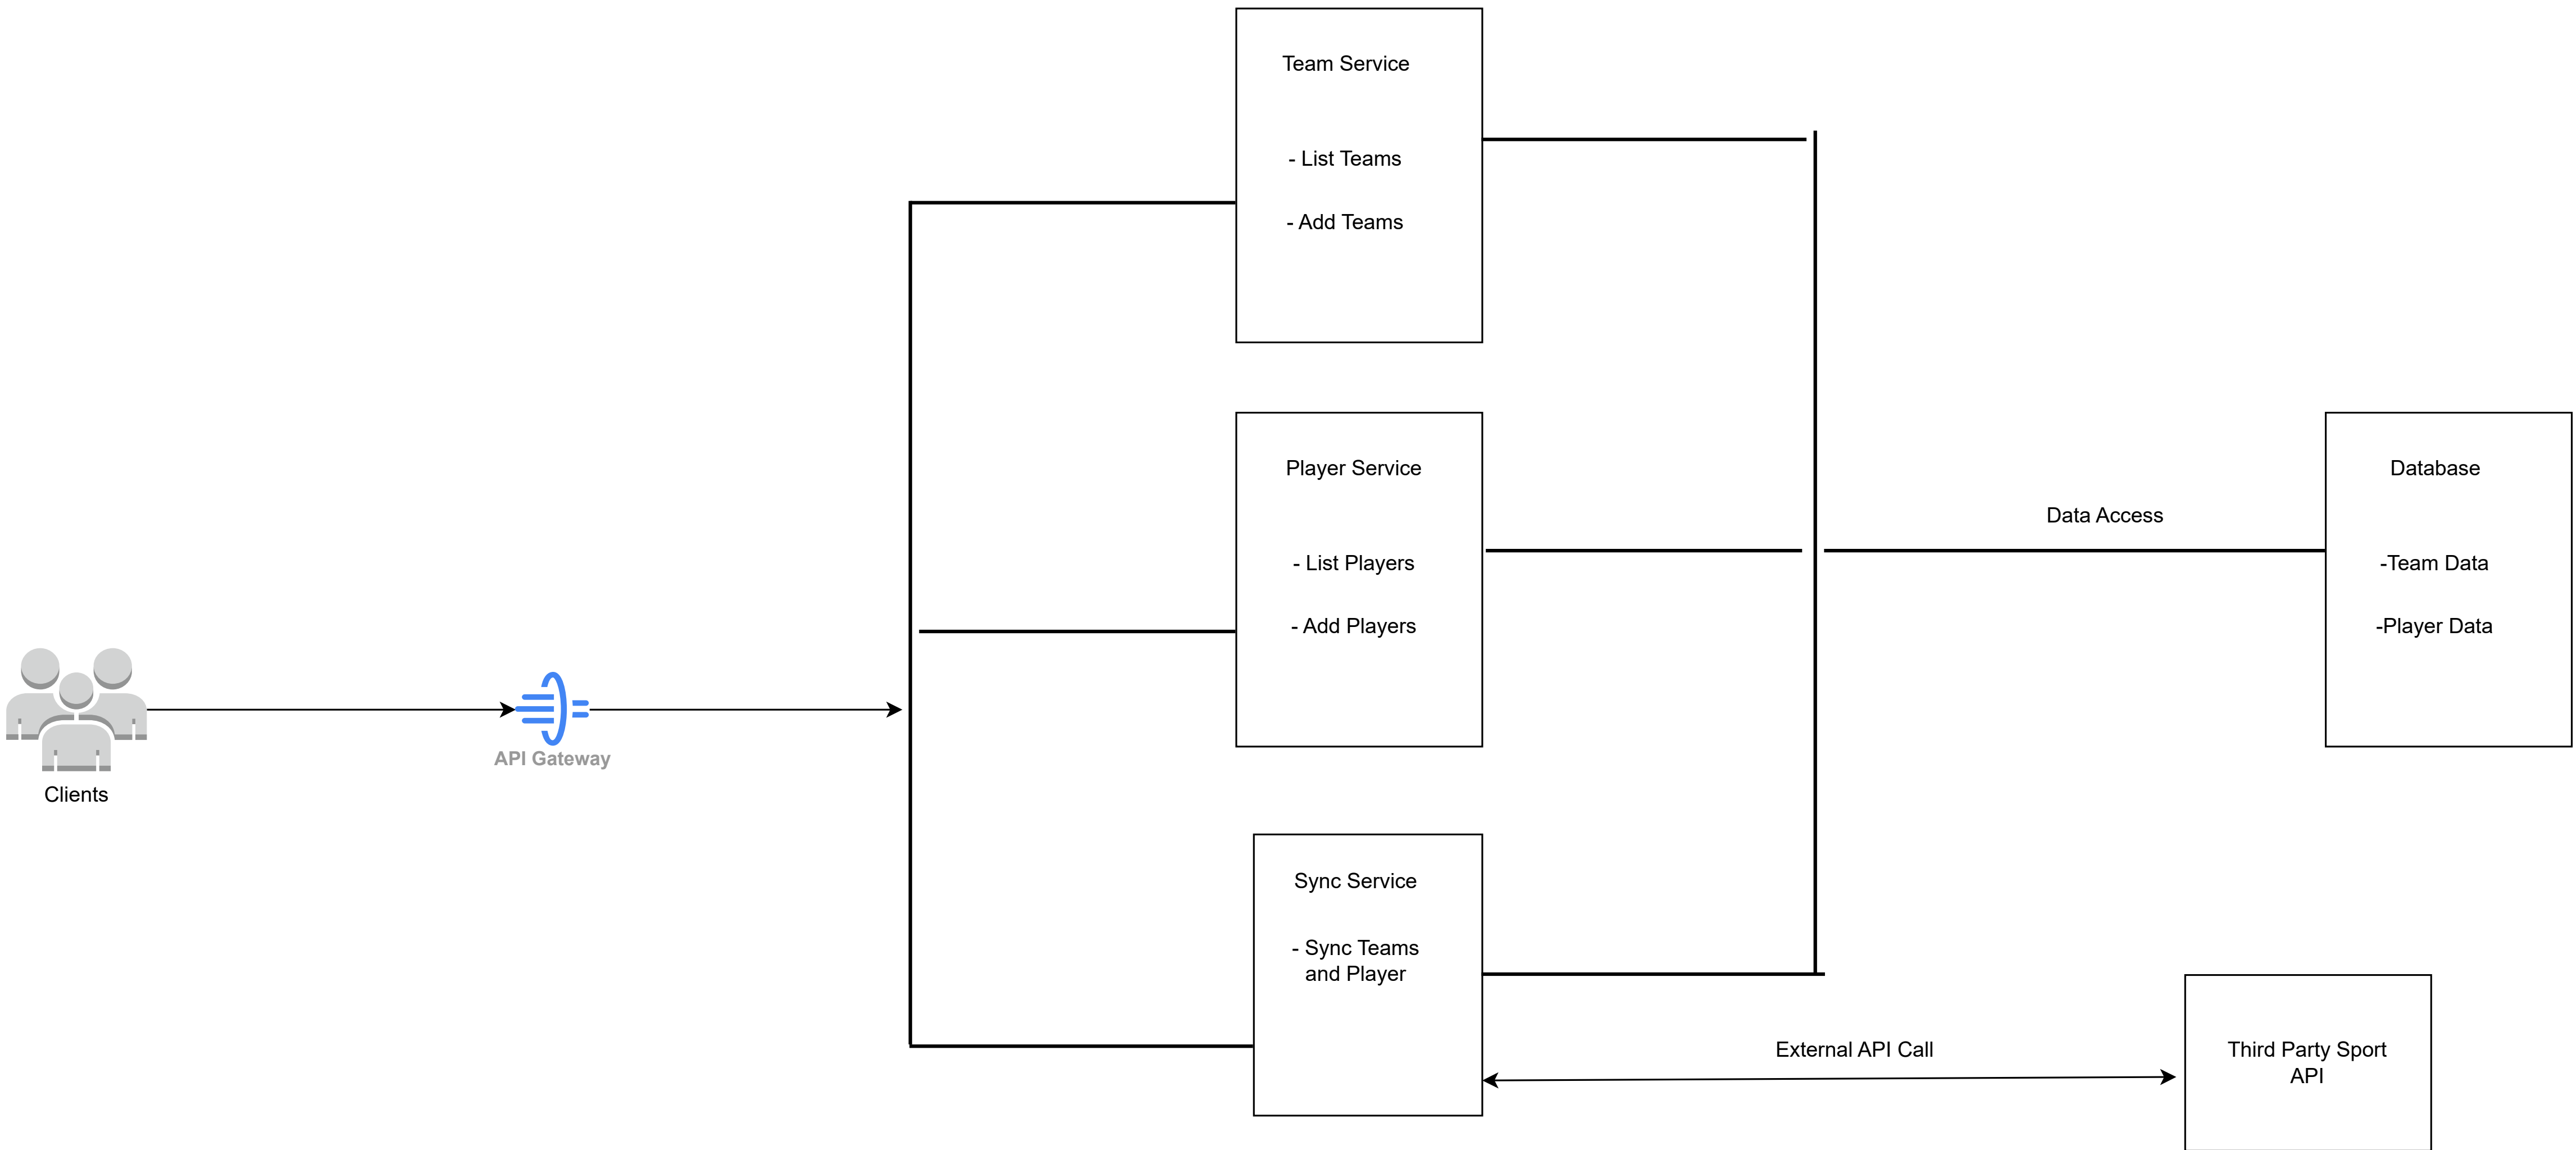 Team Service
- List Teams
- Add Teams
Player Service
- List Players
- Add Players
Database
-Team Data
-Player Data
Data Access
API Gateway
Clients
Sync Service
- Sync Teams
and Player
External API Call
Third Party Sport
API